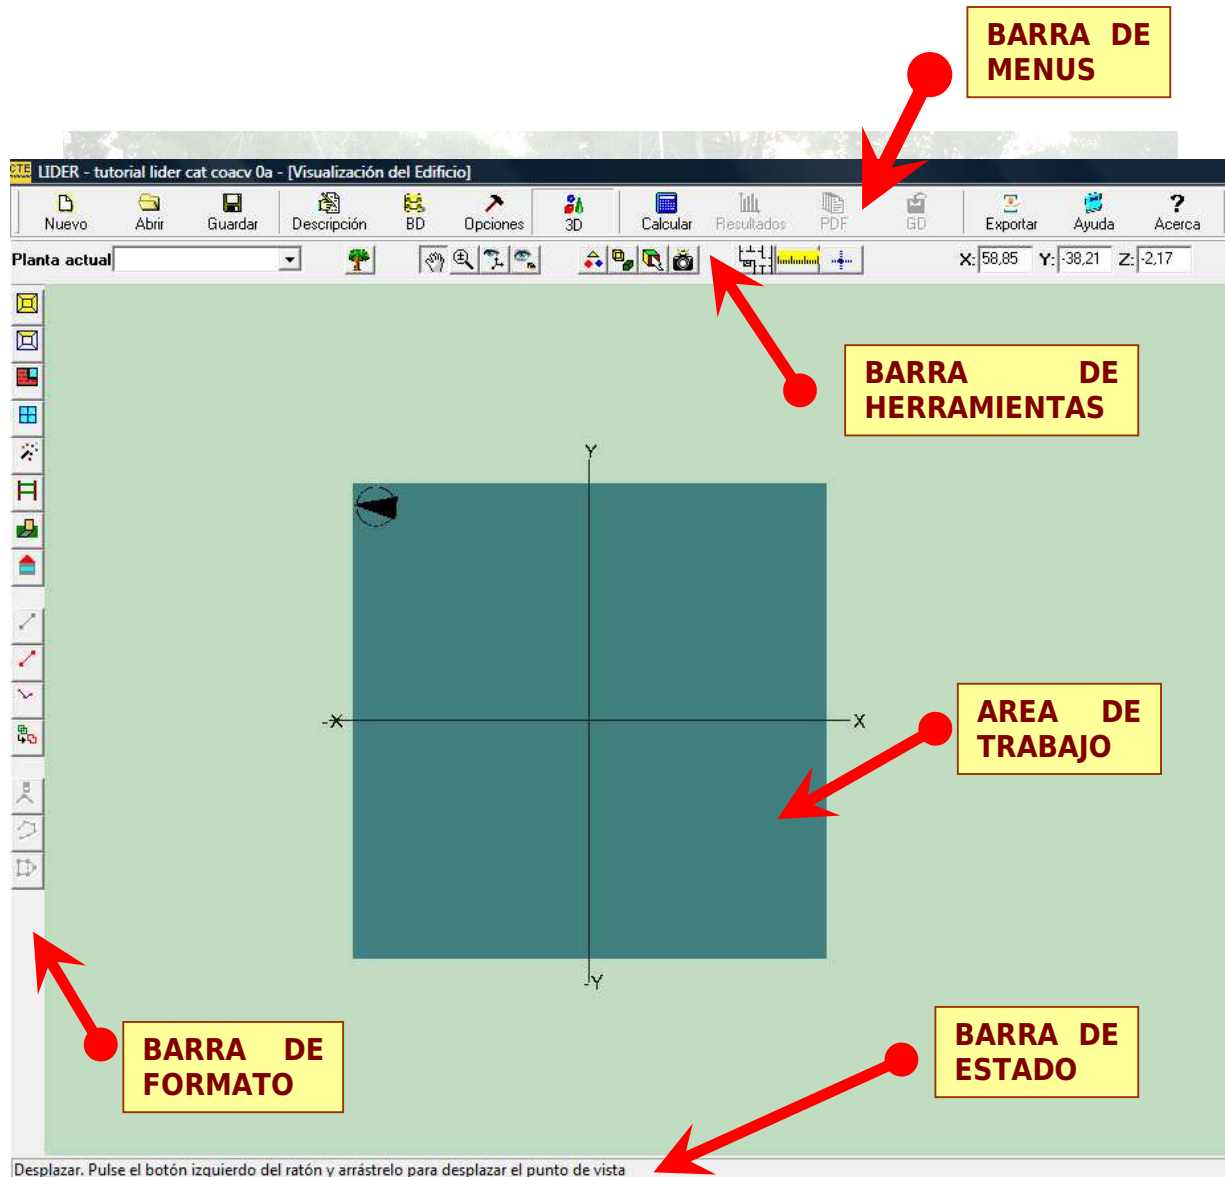 BARRA DE
MENUS
CTE LIDER - tutorial lider cat coacv 0a - [Visualización del Edificio]
Nuevo Abrir Guardar Descripción BD Opciones 3D Calcular Resultados PDF GD Exportar Ayuda ? Acerca
Planta actual X: 58,85 Y: -38,21 Z: -2,17
BARRA DE
HERRAMIENTAS
Y
-X X
AREA DE
TRABAJO
-Y
BARRA DE
FORMATO
BARRA DE
ESTADO
Desplazar. Pulse el botón izquierdo del ratón y arrástrelo para desplazar el punto de vista